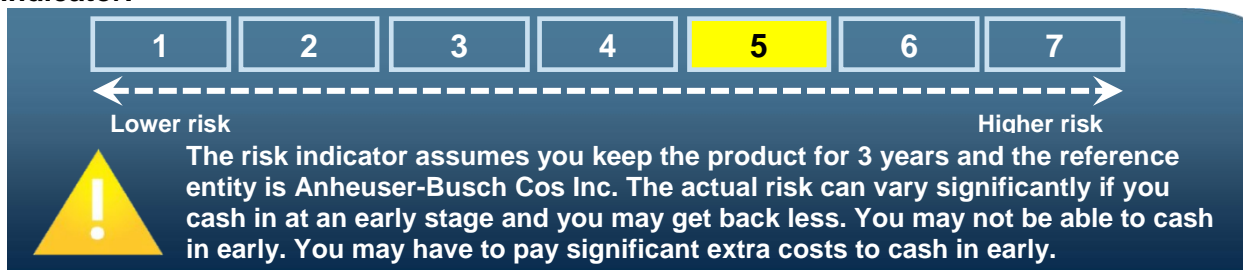 1 2 3 4 5 6 7
Lower risk Higher risk
The risk indicator assumes you keep the product for 3 years and the reference
entity is Anheuser-Busch Cos Inc. The actual risk can vary significantly if you
cash in at an early stage and you may get back less. You may not be able to cash
in early. You may have to pay significant extra costs to cash in early.